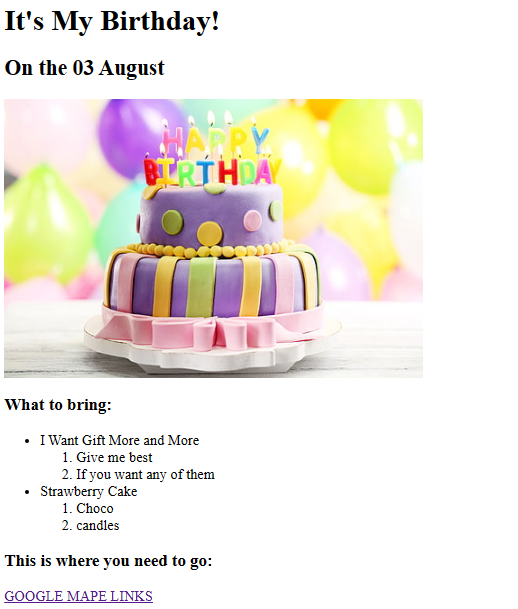 It's My Birthday!
On the 03 August
HAPPY
BIRTHDAY
What to bring:
• I Want Gift More and More
1. Give me best
2. If you want any of them
• Strawberry Cake
1. Choco
2. candles
This is where you need to go:
GOOGLE MAPE LINKS